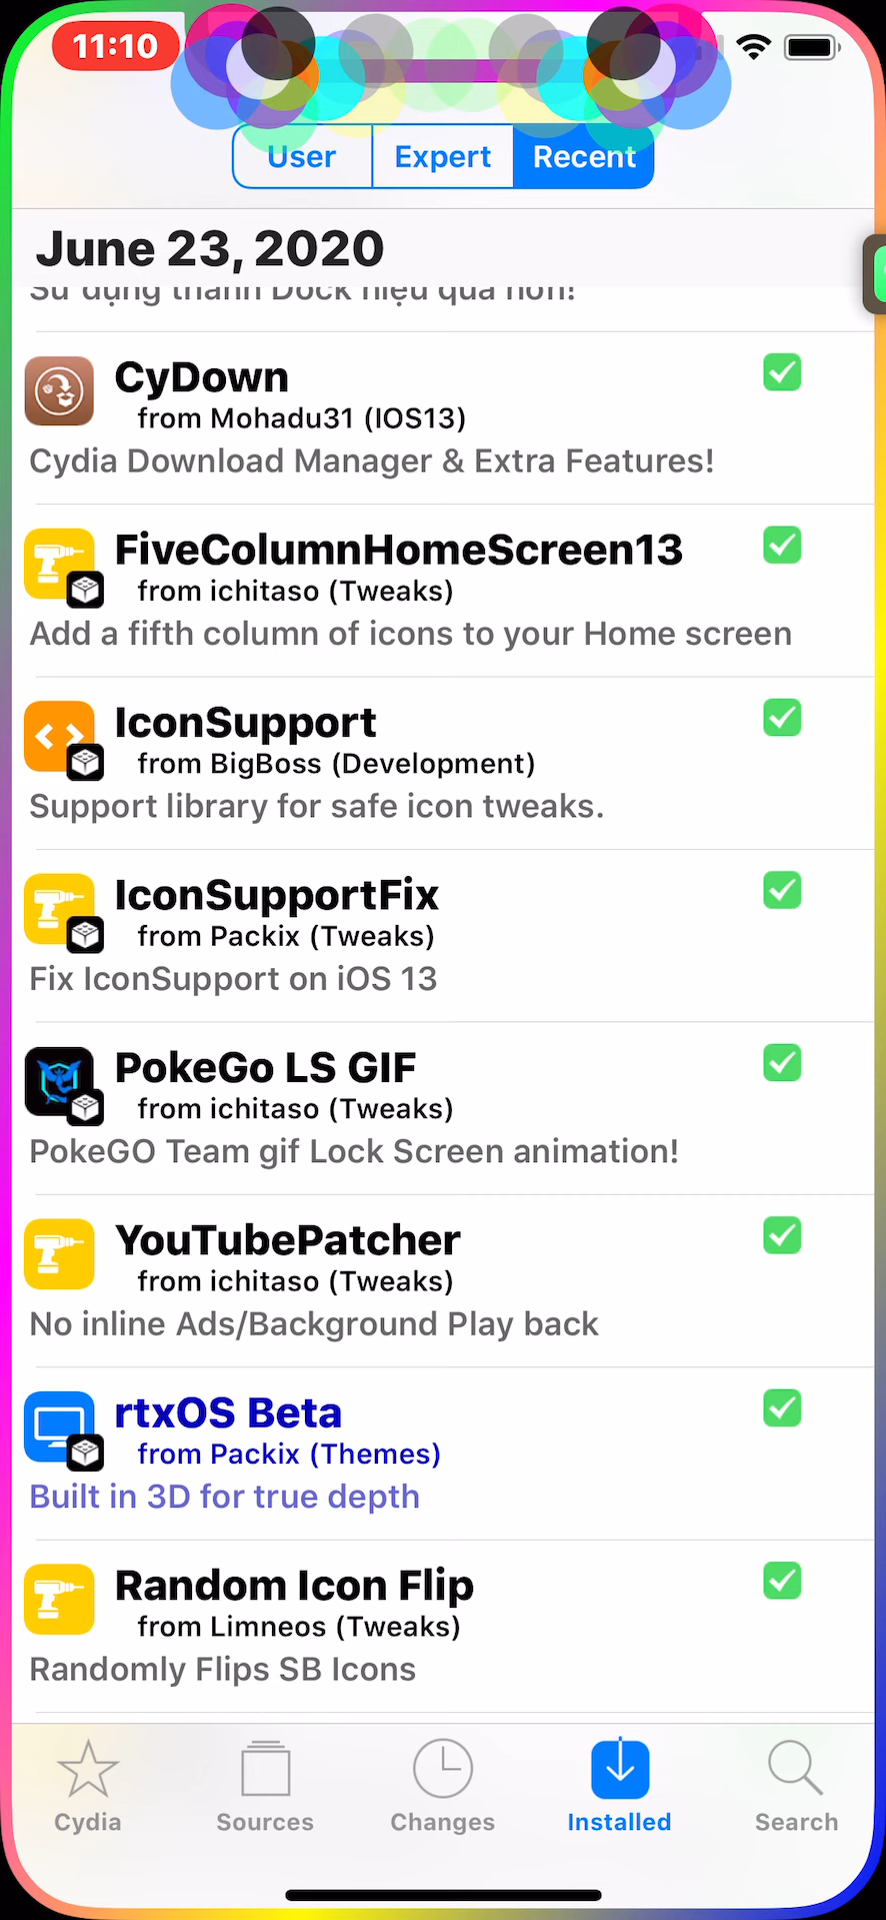 11:10
User
Expert
Recent
June 23, 2020
CyDown
from Mohadu31 (IOS13)
Cydia Download Manager & Extra Features!
FiveColumnHomeScreen13
from ichitaso (Tweaks)
Add a fifth column of icons to your Home screen
IconSupport
from BigBoss (Development)
Support library for safe icon tweaks.
IconSupportFix
from Packix (Tweaks)
Fix IconSupport on iOS 13
PokeGo LS GIF
from ichitaso (Tweaks)
PokeGO Team gif Lock Screen animation!
YouTubePatcher
from ichitaso (Tweaks)
No inline Ads/Background Play back
rtxOS Beta
from Packix (Themes)
Built in 3D for true depth
Random Icon Flip
from Limneos (Tweaks)
Randomly Flips SB Icons
Cydia
Sources
Changes
Installed
Search